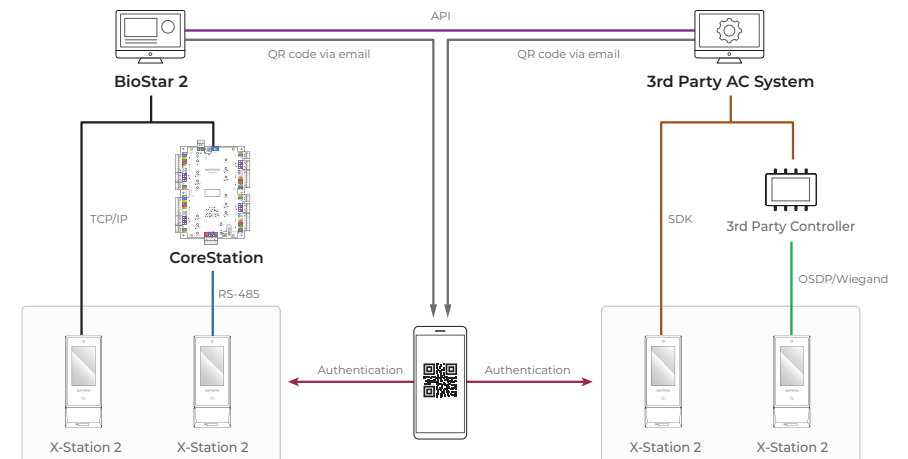 API
QR code via email
QR code via email
BioStar 2
3rd Party AC System
TCP/IP
SDK
3rd Party Controller
CoreStation
OSDP/Wiegand
RS-485
Authentication
Authentication
X-Station 2
X-Station 2
X-Station 2
X-Station 2